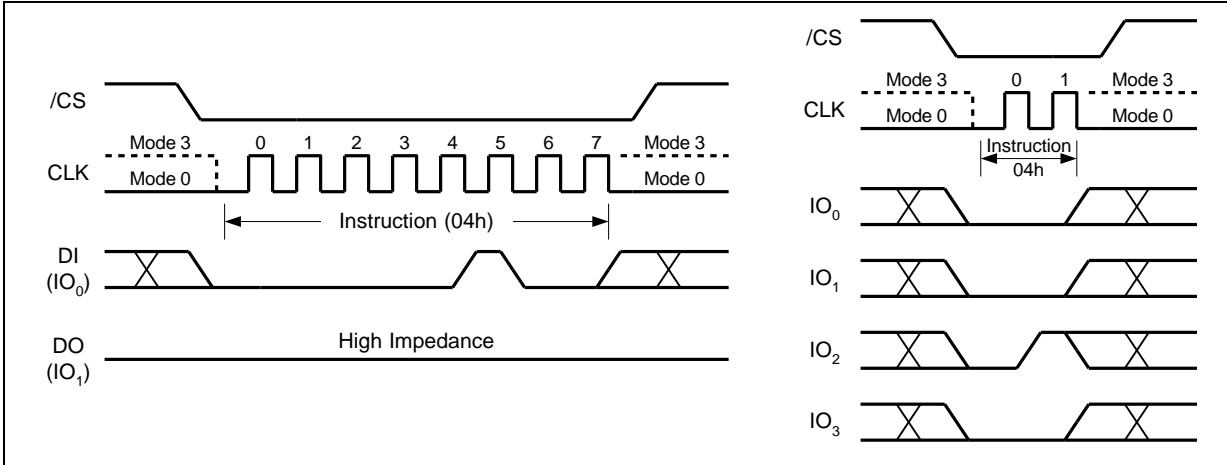 /CS
Mode 3 0 1 2 3 4 5 6 7 Mode 3
CLK
Mode 0 Mode 0
Instruction (04h)
DI
(IO₀)
High Impedance
DO
(IO₁)
/CS
Mode 3 0 1 Mode 3
CLK
Mode 0 Mode 0
Instruction
04h
IO₀
IO₁
IO₂
IO₃